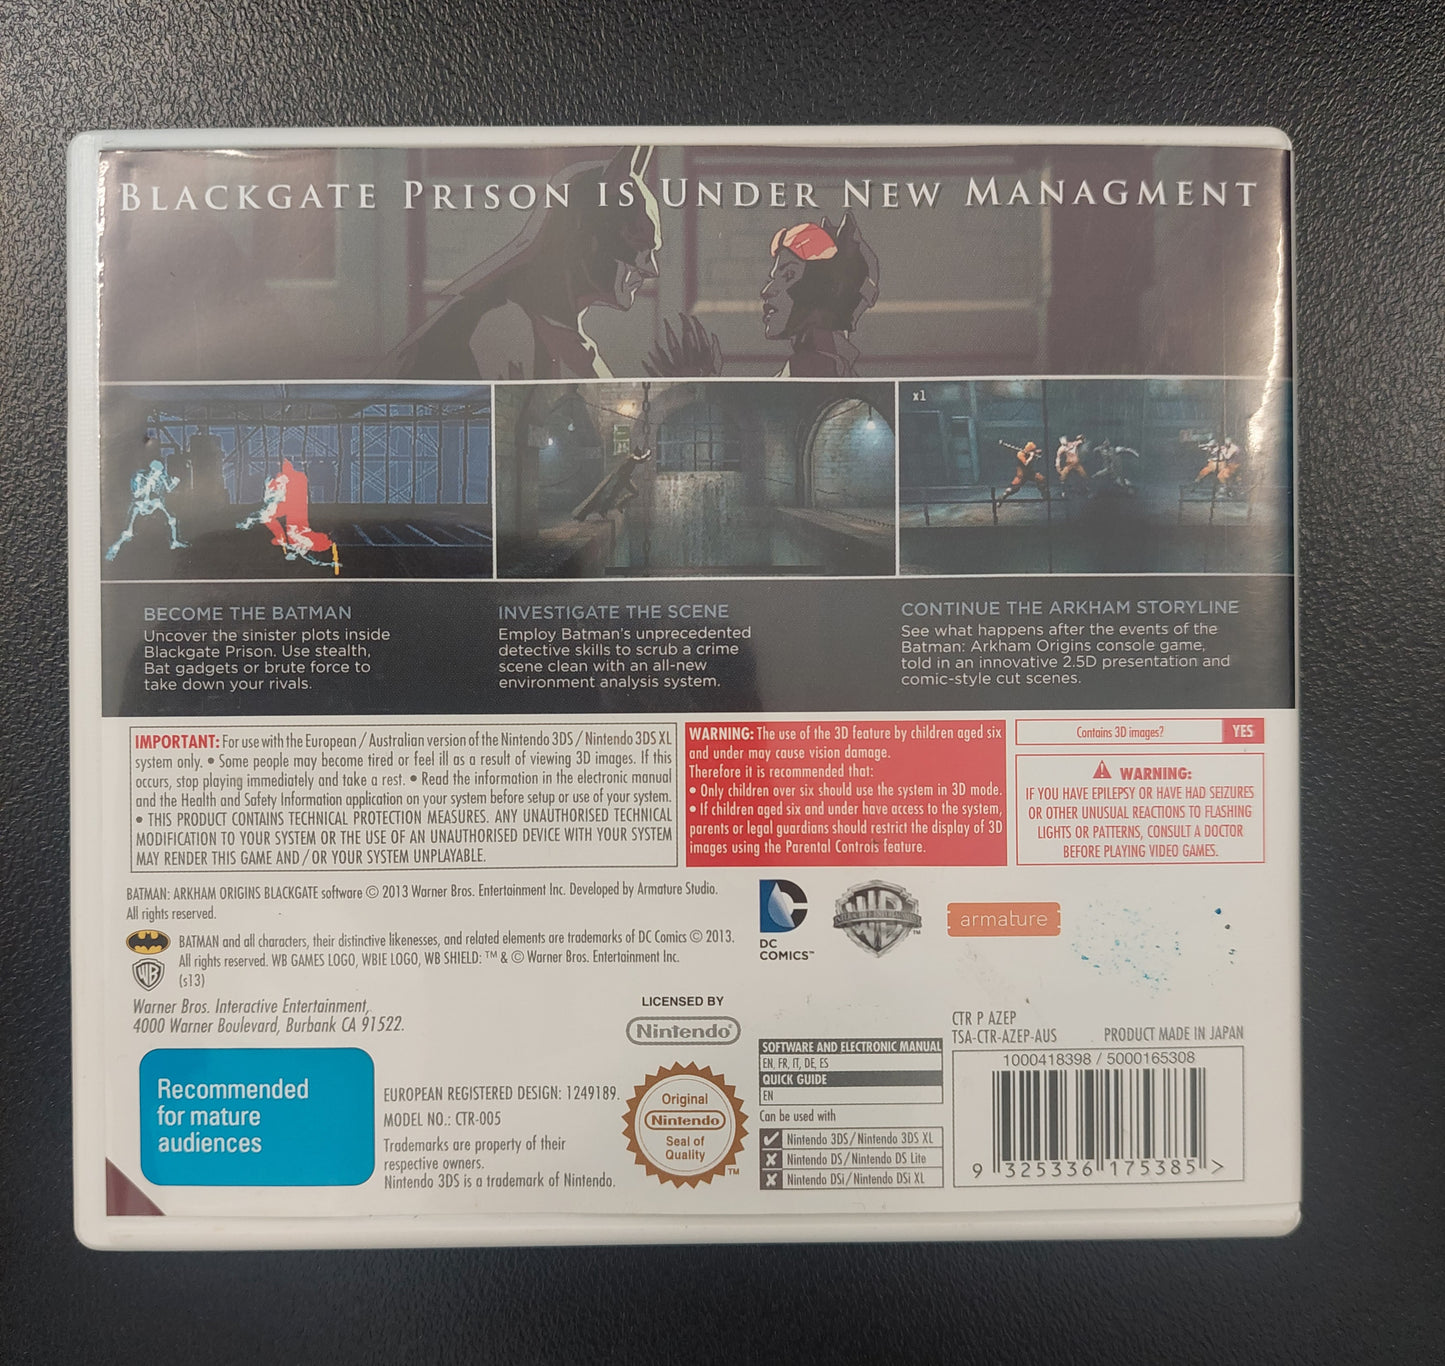 BLACKGATE PRISON IS UNDER NEW MANAGMENT
x1
BECOME THE BATMAN
Uncover the sinister plots inside
Blackgate Prison. Use stealth,
Bat gadgets or brute force to
take down your rivals.
INVESTIGATE THE SCENE
Employ Batman's unprecedented
detective skills to scrub a crime
scene clean with an all-new
environment analysis system.
CONTINUE THE ARKHAM STORYLINE
See what happens after the events of the
Batman: Arkham Origins console game,
told in an innovative 2.5D presentation and
comic-style cut scenes.
IMPORTANT: For use with the European / Australian version of the Nintendo 3DS / Nintendo 3DS XL
system only. • Some people may become tired or feel ill as a result of viewing 3D images. If this
occurs, stop playing immediately and take a rest. • Read the information in the electronic manual
and the Health and Safety Information application on your system before setup or use of your system.
• THIS PRODUCT CONTAINS TECHNICAL PROTECTION MEASURES. ANY UNAUTHORISED TECHNICAL
MODIFICATION TO YOUR SYSTEM OR THE USE OF AN UNAUTHORISED DEVICE WITH YOUR SYSTEM
MAY RENDER THIS GAME AND/OR YOUR SYSTEM UNPLAYABLE.
WARNING: The use of the 3D feature by children aged six
and under may cause vision damage.
Therefore it is recommended that:
• Only children over six should use the system in 3D mode.
• If children aged six and under have access to the system,
parents or legal guardians should restrict the display of 3D
images using the Parental Controls feature.
Contains 3D images? YES
WARNING:
IF YOU HAVE EPILEPSY OR HAVE HAD SEIZURES
OR OTHER UNUSUAL REACTIONS TO FLASHING
LIGHTS OR PATTERNS, CONSULT A DOCTOR
BEFORE PLAYING VIDEO GAMES.
BATMAN: ARKHAM ORIGINS BLACKGATE software © 2013 Warner Bros. Entertainment Inc. Developed by Armature Studio.
All rights reserved.
BATMAN and all characters, their distinctive likenesses, and related elements are trademarks of DC Comics © 2013.
All rights reserved. WB GAMES LOGO, WBIE LOGO, WB SHIELD: ™ & © Warner Bros. Entertainment Inc.
(s13)
WB
DC
COMICS™
WB
INTERACTIVE ENTERTAINMENT
™
armature
Warner Bros. Interactive Entertainment,
4000 Warner Boulevard, Burbank CA 91522.
LICENSED BY
Nintendo®
Recommended
for mature
audiences
EUROPEAN REGISTERED DESIGN: 1249189.
MODEL NO.: CTR-005
Trademarks are property of their
respective owners.
Nintendo 3DS is a trademark of Nintendo.
Original
Nintendo
Seal of
Quality
™
SOFTWARE AND ELECTRONIC MANUAL
EN, FR, IT, DE, ES
QUICK GUIDE
EN
Can be used with
Nintendo 3DS/Nintendo 3DS XL
Nintendo DS/Nintendo DS Lite
Nintendo DSi/Nintendo DSi XL
CTR P AZEP
TSA-CTR-AZEP-AUS
PRODUCT MADE IN JAPAN
1000418398 / 5000165308
9 325336 175385 >